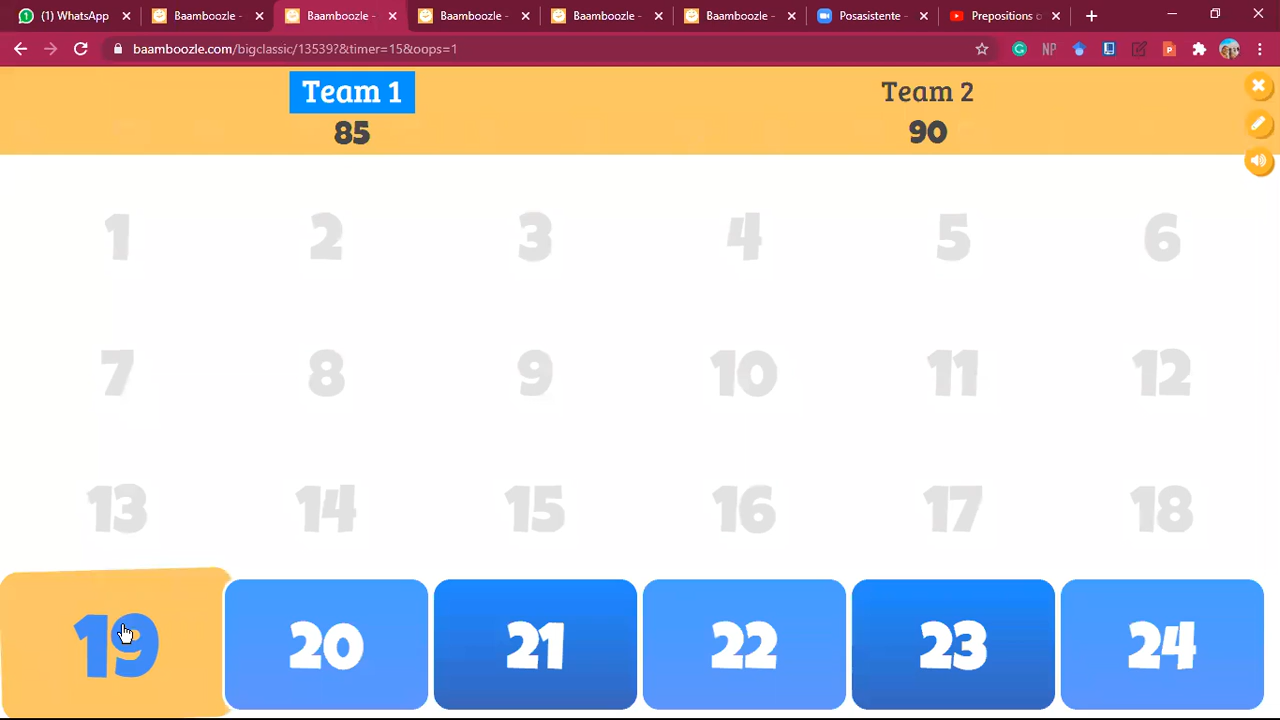 (1) WhatsApp
Baamboozle -
Baamboozle -
Baamboozle -
Baamboozle -
Baamboozle -
Posasistente -
Prepositions o
baamboozle.com/bigclassic/13539?&timer=15&oops=1
NP
Team 1
Team 2
85
90
1 2 3 4 5 6
7 8 9 10 11 12
13 14 15 16 17 18
19 20 21 22 23 24